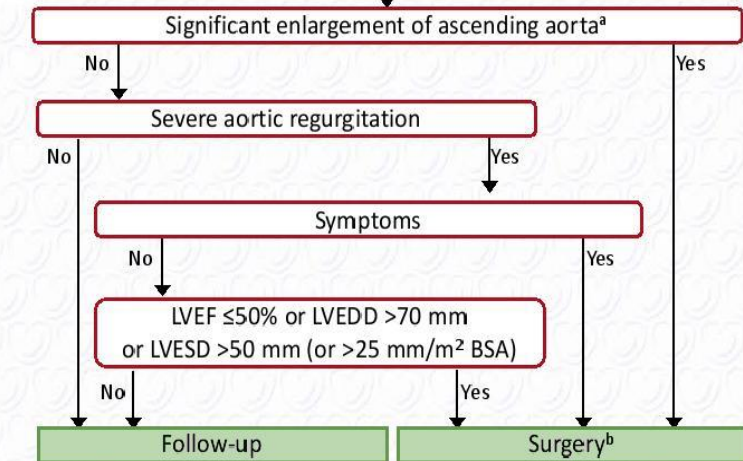 Significant enlargement of ascending aortaᵃ
No
Yes
Severe aortic regurgitation
No
Yes
Symptoms
No
Yes
LVEF ≤50% or LVEDD >70 mm
or LVESD >50 mm (or >25 mm/m² BSA)
No
Yes
Follow-up
Surgeryᵇ